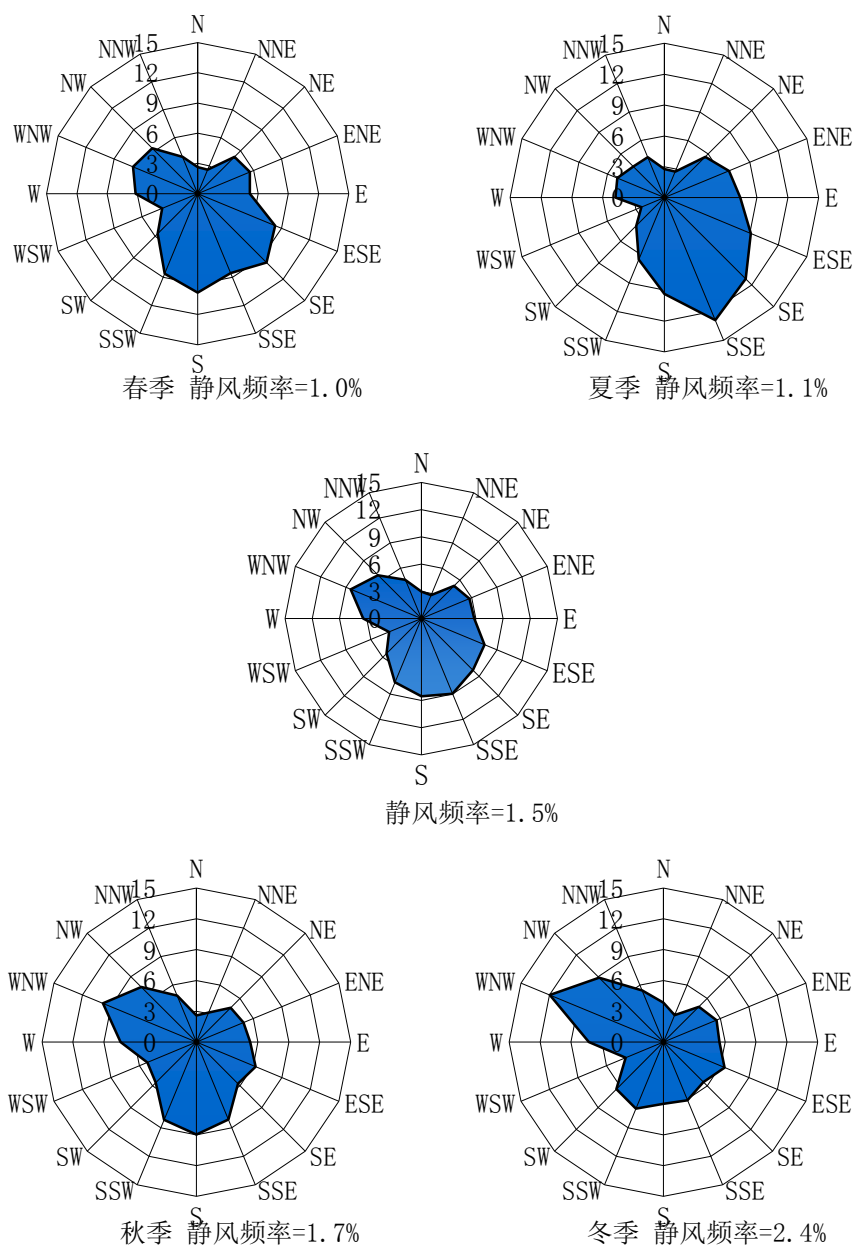 N
NNE
NE
ENE
E
ESE
SE
SSE
S
SSW
SW
WSW
W
WNW
NW
NNW
15
12
9
6
3
0
春季 静风频率=1.0%
N
NNE
NE
ENE
E
ESE
SE
SSE
S
SSW
SW
WSW
W
WNW
NW
NNW
15
12
9
6
3
0
夏季 静风频率=1.1%
N
NNE
NE
ENE
E
ESE
SE
SSE
S
SSW
SW
WSW
W
WNW
NW
NNW
15
12
9
6
3
0
静风频率=1.5%
N
NNE
NE
ENE
E
ESE
SE
SSE
S
SSW
SW
WSW
W
WNW
NW
NNW
15
12
9
6
3
0
秋季 静风频率=1.7%
N
NNE
NE
ENE
E
ESE
SE
SSE
S
SSW
SW
WSW
W
WNW
NW
NNW
15
12
9
6
3
0
冬季 静风频率=2.4%